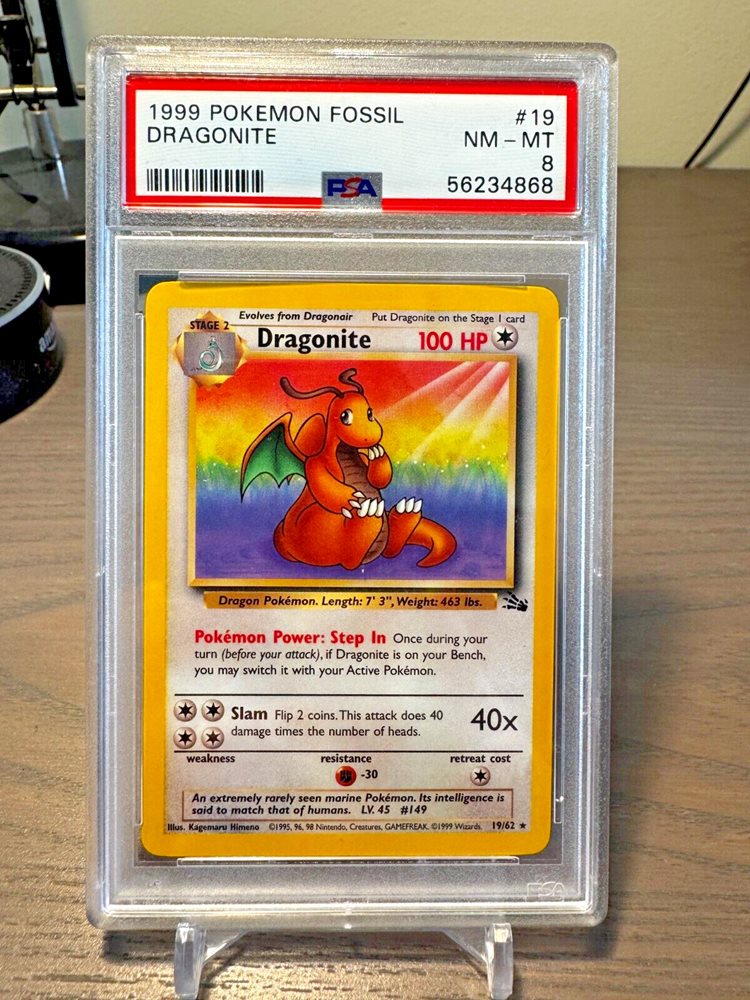 1999 POKEMON FOSSIL #19
DRAGONITE NM - MT
8
PSA 56234868
STAGE 2 Evolves from Dragonair Put Dragonite on the Stage 1 card
Dragonite 100 HP
Dragon Pokémon. Length: 7' 3", Weight: 463 lbs.
Pokémon Power: Step In Once during your
turn (before your attack), if Dragonite is on your Bench,
you may switch it with your Active Pokémon.
Slam Flip 2 coins. This attack does 40 40x
damage times the number of heads.
weakness resistance retreat cost
-30
An extremely rarely seen marine Pokémon. Its intelligence is
said to match that of humans. LV. 45 #149
Illus. Kagemaru Himeno ©1995, 96, 98 Nintendo, Creatures, GAMEFREAK. ©1999 Wizards. 19/62 ★
PSA